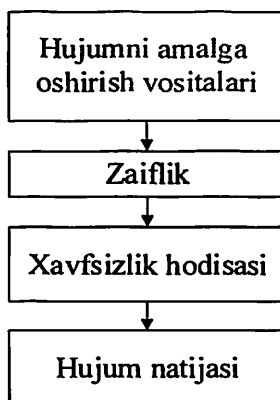 Hujumni amalga
oshirish vositalari
Zaiflik
Xavfsizlik hodisasi
Hujum natijasi